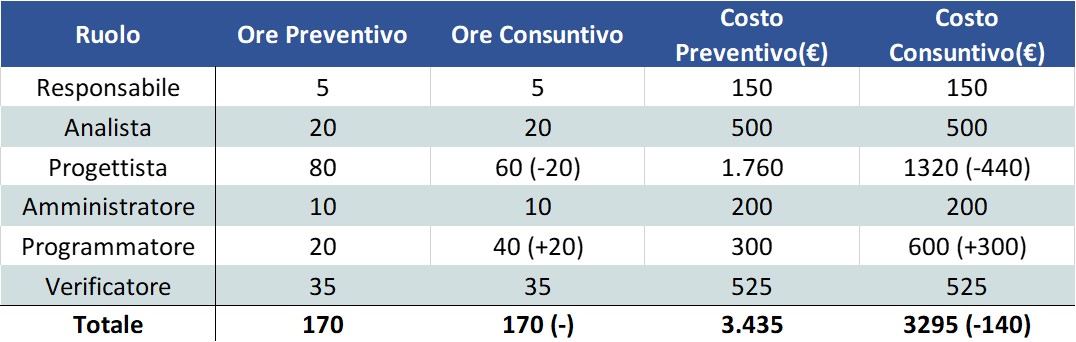 Ruolo Ore Preventivo Ore Consuntivo Costo Preventivo(€) Costo Consuntivo(€)
Responsabile 5 5 150 150
Analista 20 20 500 500
Progettista 80 60 (-20) 1.760 1320 (-440)
Amministratore 10 10 200 200
Programmatore 20 40 (+20) 300 600 (+300)
Verificatore 35 35 525 525
Totale 170 170 (-) 3.435 3295 (-140)